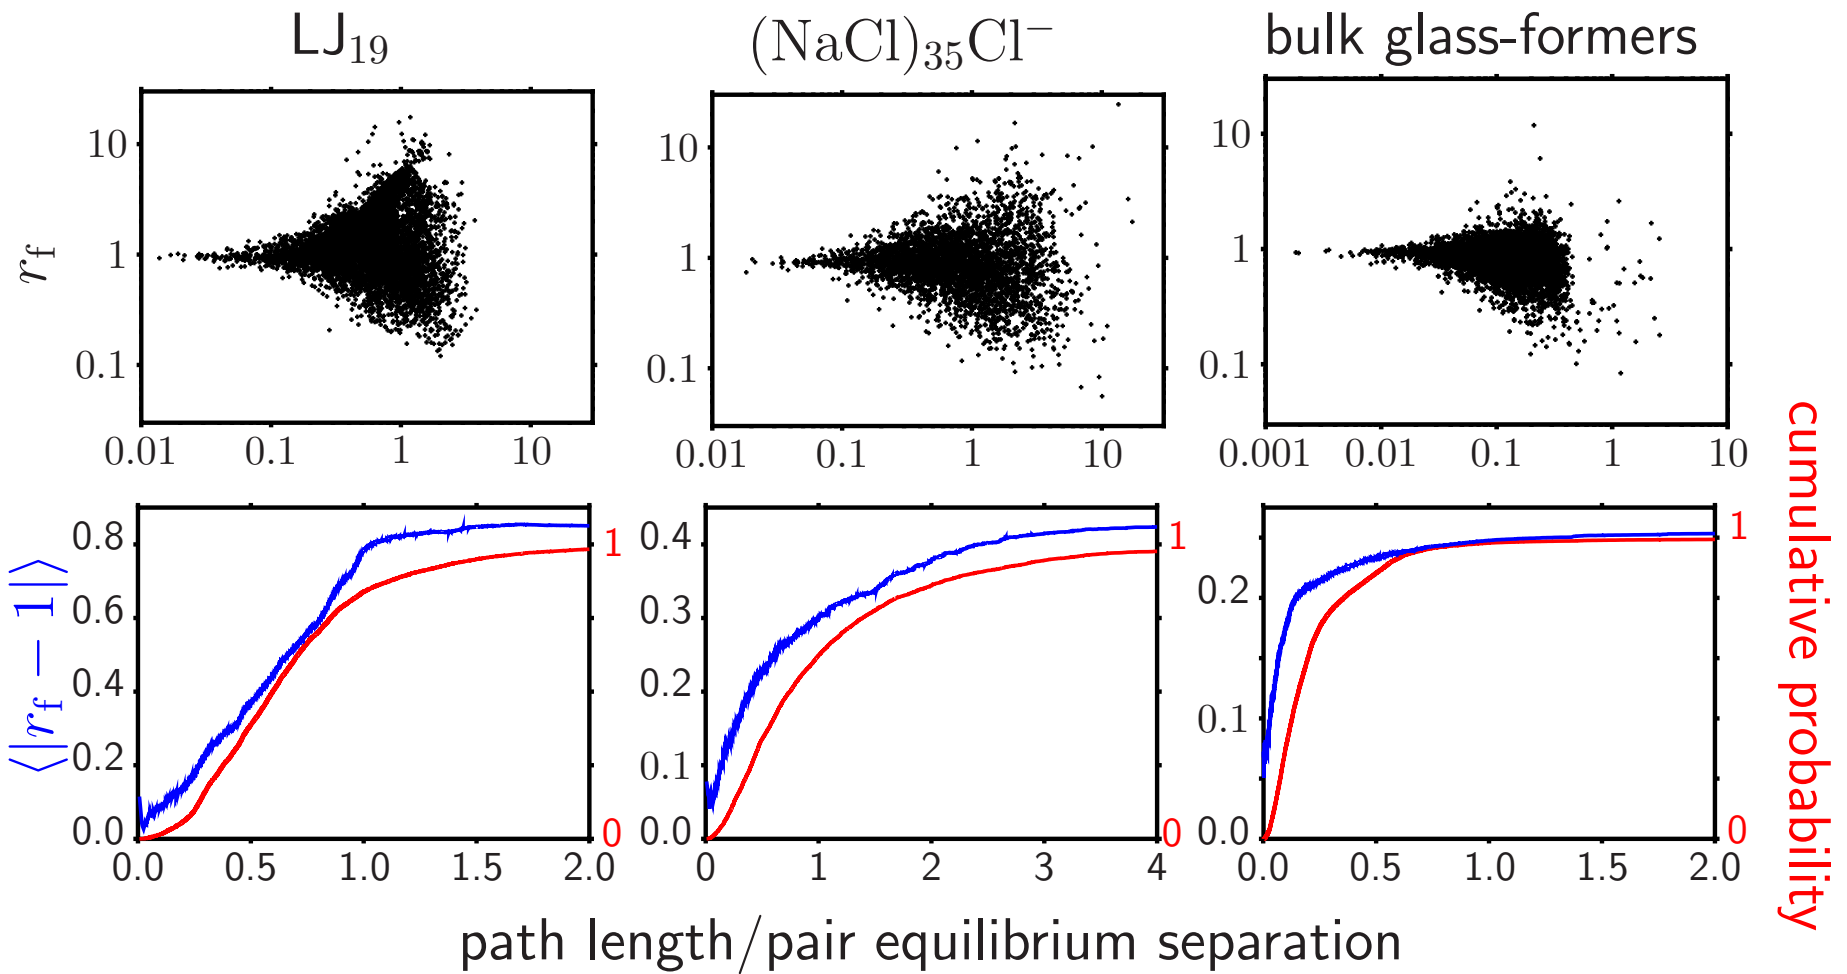 LJ₁₉ (NaCl)₃₅Cl⁻ bulk glass-formers
r_f
10
1
0.1
0.01 0.1 1 10
10
1
0.1
0.01 0.1 1 10
10
1
0.1
0.001 0.01 0.1 1 10
⟨|r_f − 1|⟩
0.8
0.6
0.4
0.2
0.0
1
0
0.0 0.5 1.0 1.5 2.0
0.4
0.3
0.2
0.1
0.0
1
0
0 1 2 3 4
0.2
0.1
0.0
1
0
0.0 0.5 1.0 1.5 2.0
cumulative probability
path length/pair equilibrium separation